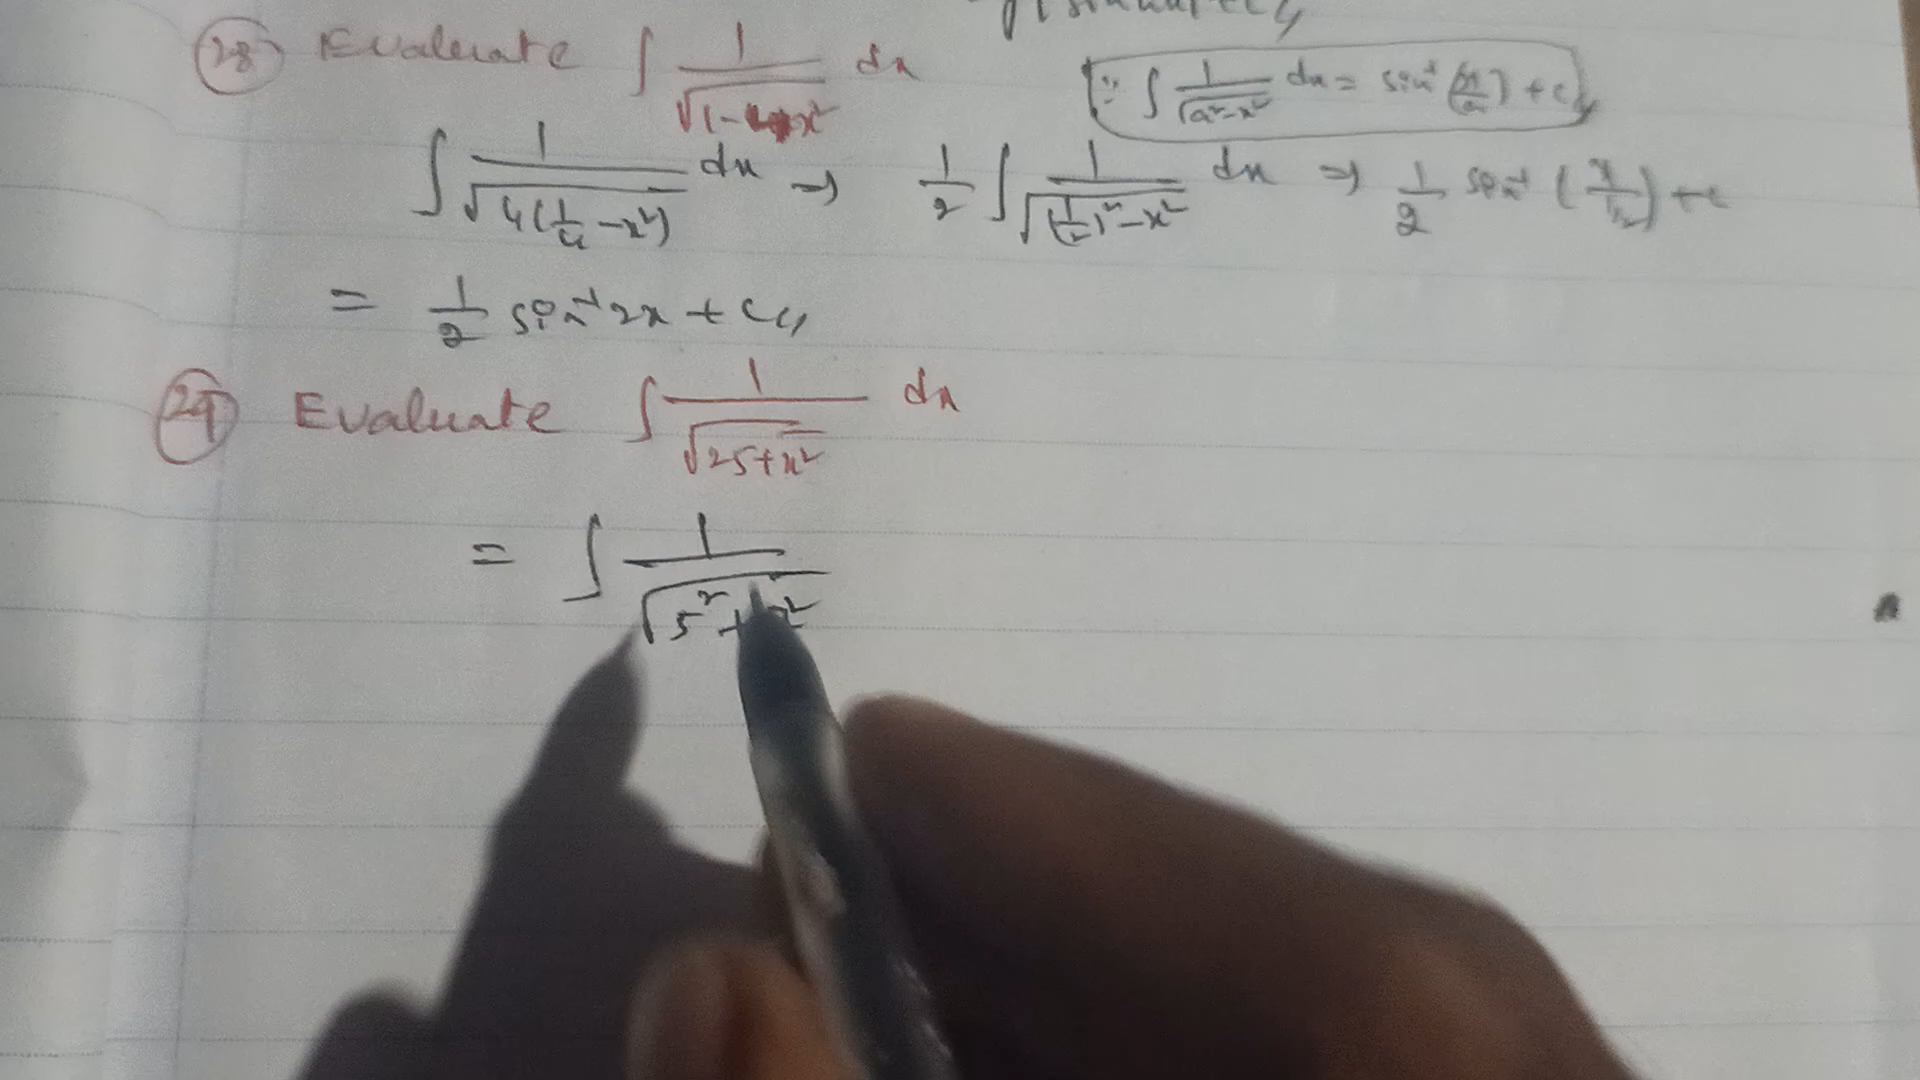 (28) Evaluate ∫ 1/√(1-4x²) dx
[∵ ∫ 1/√(a²-x²) dx = sin⁻¹(x/a) + c//
∫ 1/√(4(1/4 - x²)) dx ⇒ 1/2 ∫ 1/√((1/2)² - x²) dx ⇒ 1/2 sin⁻¹(x/(1/2)) + c
= 1/2 sin⁻¹ 2x + c//
(29) Evaluate ∫ 1/√(25+x²) dx
= ∫ 1/√(5² + x²)